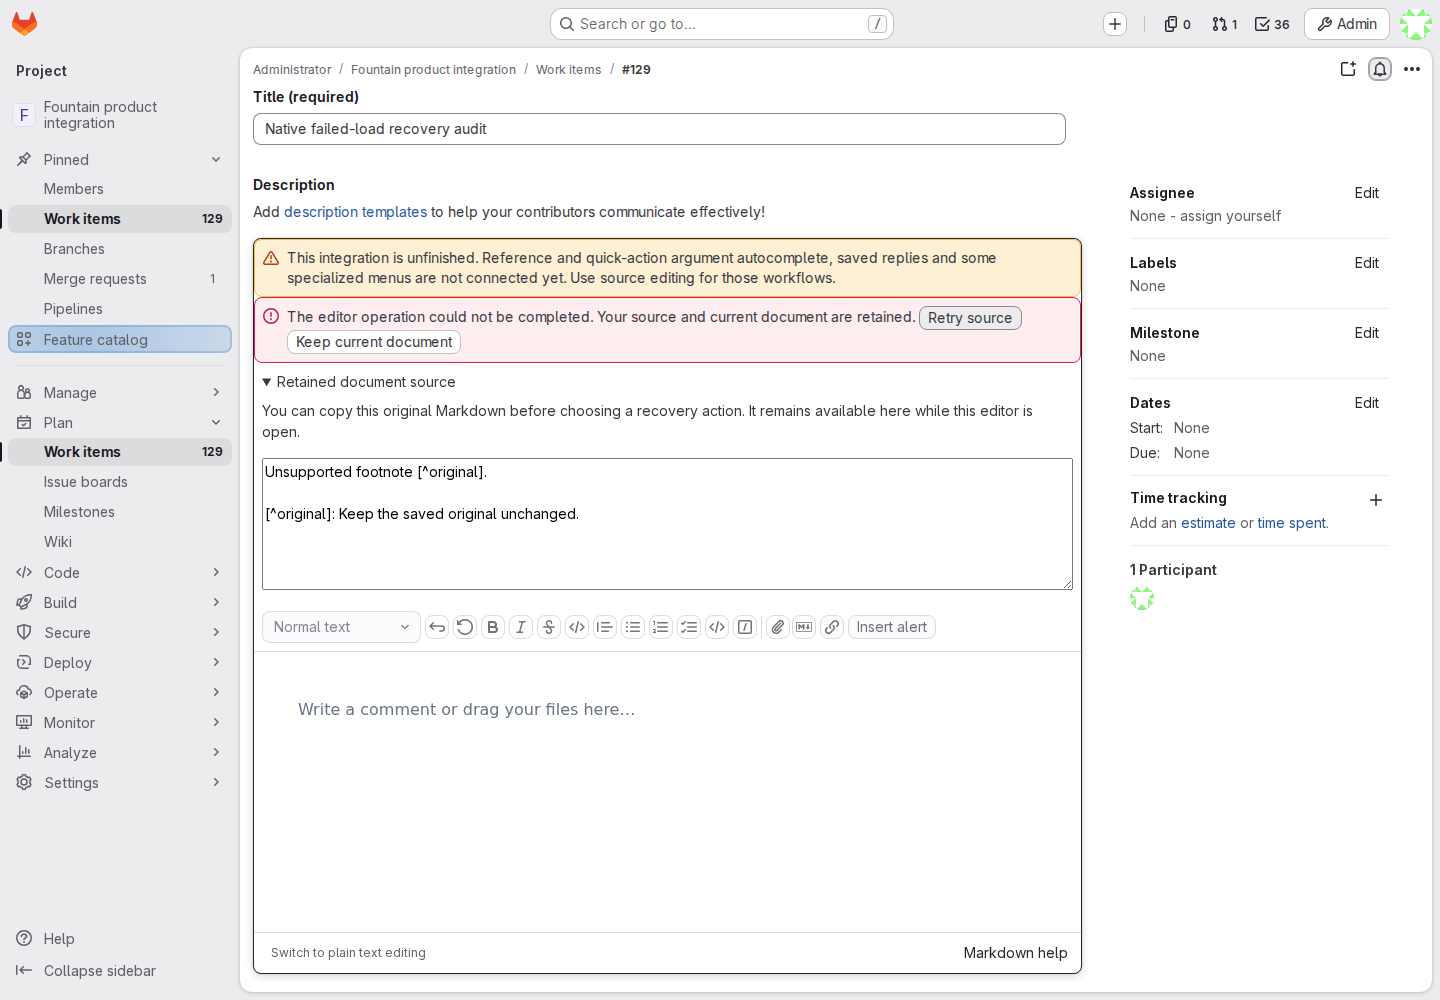 Search or go to...
/
0
1
36
Admin
Project
F
Fountain product
integration
Pinned
Members
Work items 129
Branches
Merge requests 1
Pipelines
Feature catalog
Manage
Plan
Work items 129
Issue boards
Milestones
Wiki
Code
Build
Secure
Deploy
Operate
Monitor
Analyze
Settings
Help
Collapse sidebar
Administrator / Fountain product integration / Work items / #129
Title (required)
Native failed-load recovery audit
Description
Add description templates to help your contributors communicate effectively!
This integration is unfinished. Reference and quick-action argument autocomplete, saved replies and some
specialized menus are not connected yet. Use source editing for those workflows.
The editor operation could not be completed. Your source and current document are retained. Retry source
Keep current document
Retained document source
You can copy this original Markdown before choosing a recovery action. It remains available here while this editor is
open.
Unsupported footnote [^original].
[^original]: Keep the saved original unchanged.
Normal text
Insert alert
Write a comment or drag your files here...
Switch to plain text editing
Markdown help
Assignee Edit
None - assign yourself
Labels Edit
None
Milestone Edit
None
Dates Edit
Start: None
Due: None
Time tracking
Add an estimate or time spent.
1 Participant